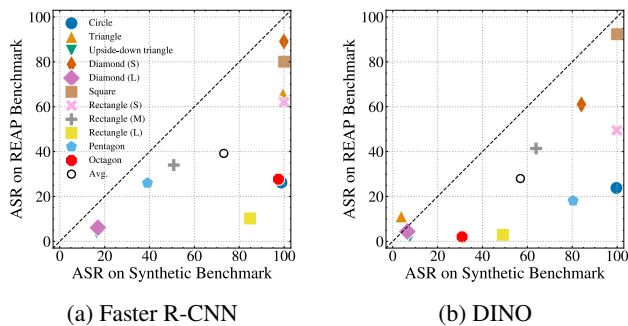 ASR on REAP Benchmark
100
80
60
40
20
0
Circle
Triangle
Upside-down triangle
Diamond (S)
Diamond (L)
Square
Rectangle (S)
Rectangle (M)
Rectangle (L)
Pentagon
Octagon
Avg.
0 20 40 60 80 100
ASR on Synthetic Benchmark
(a) Faster R-CNN
ASR on REAP Benchmark
100
80
60
40
20
0
0 20 40 60 80 100
ASR on Synthetic Benchmark
(b) DINO